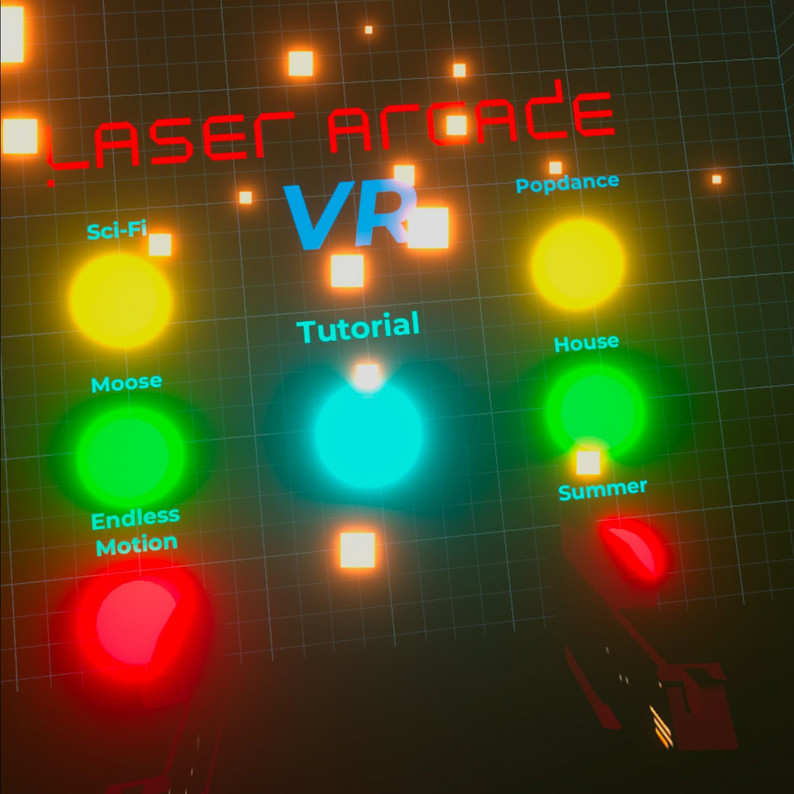 Laser Arcade
VR
Sci-Fi
Popdance
Tutorial
Moose
House
Endless
Motion
Summer